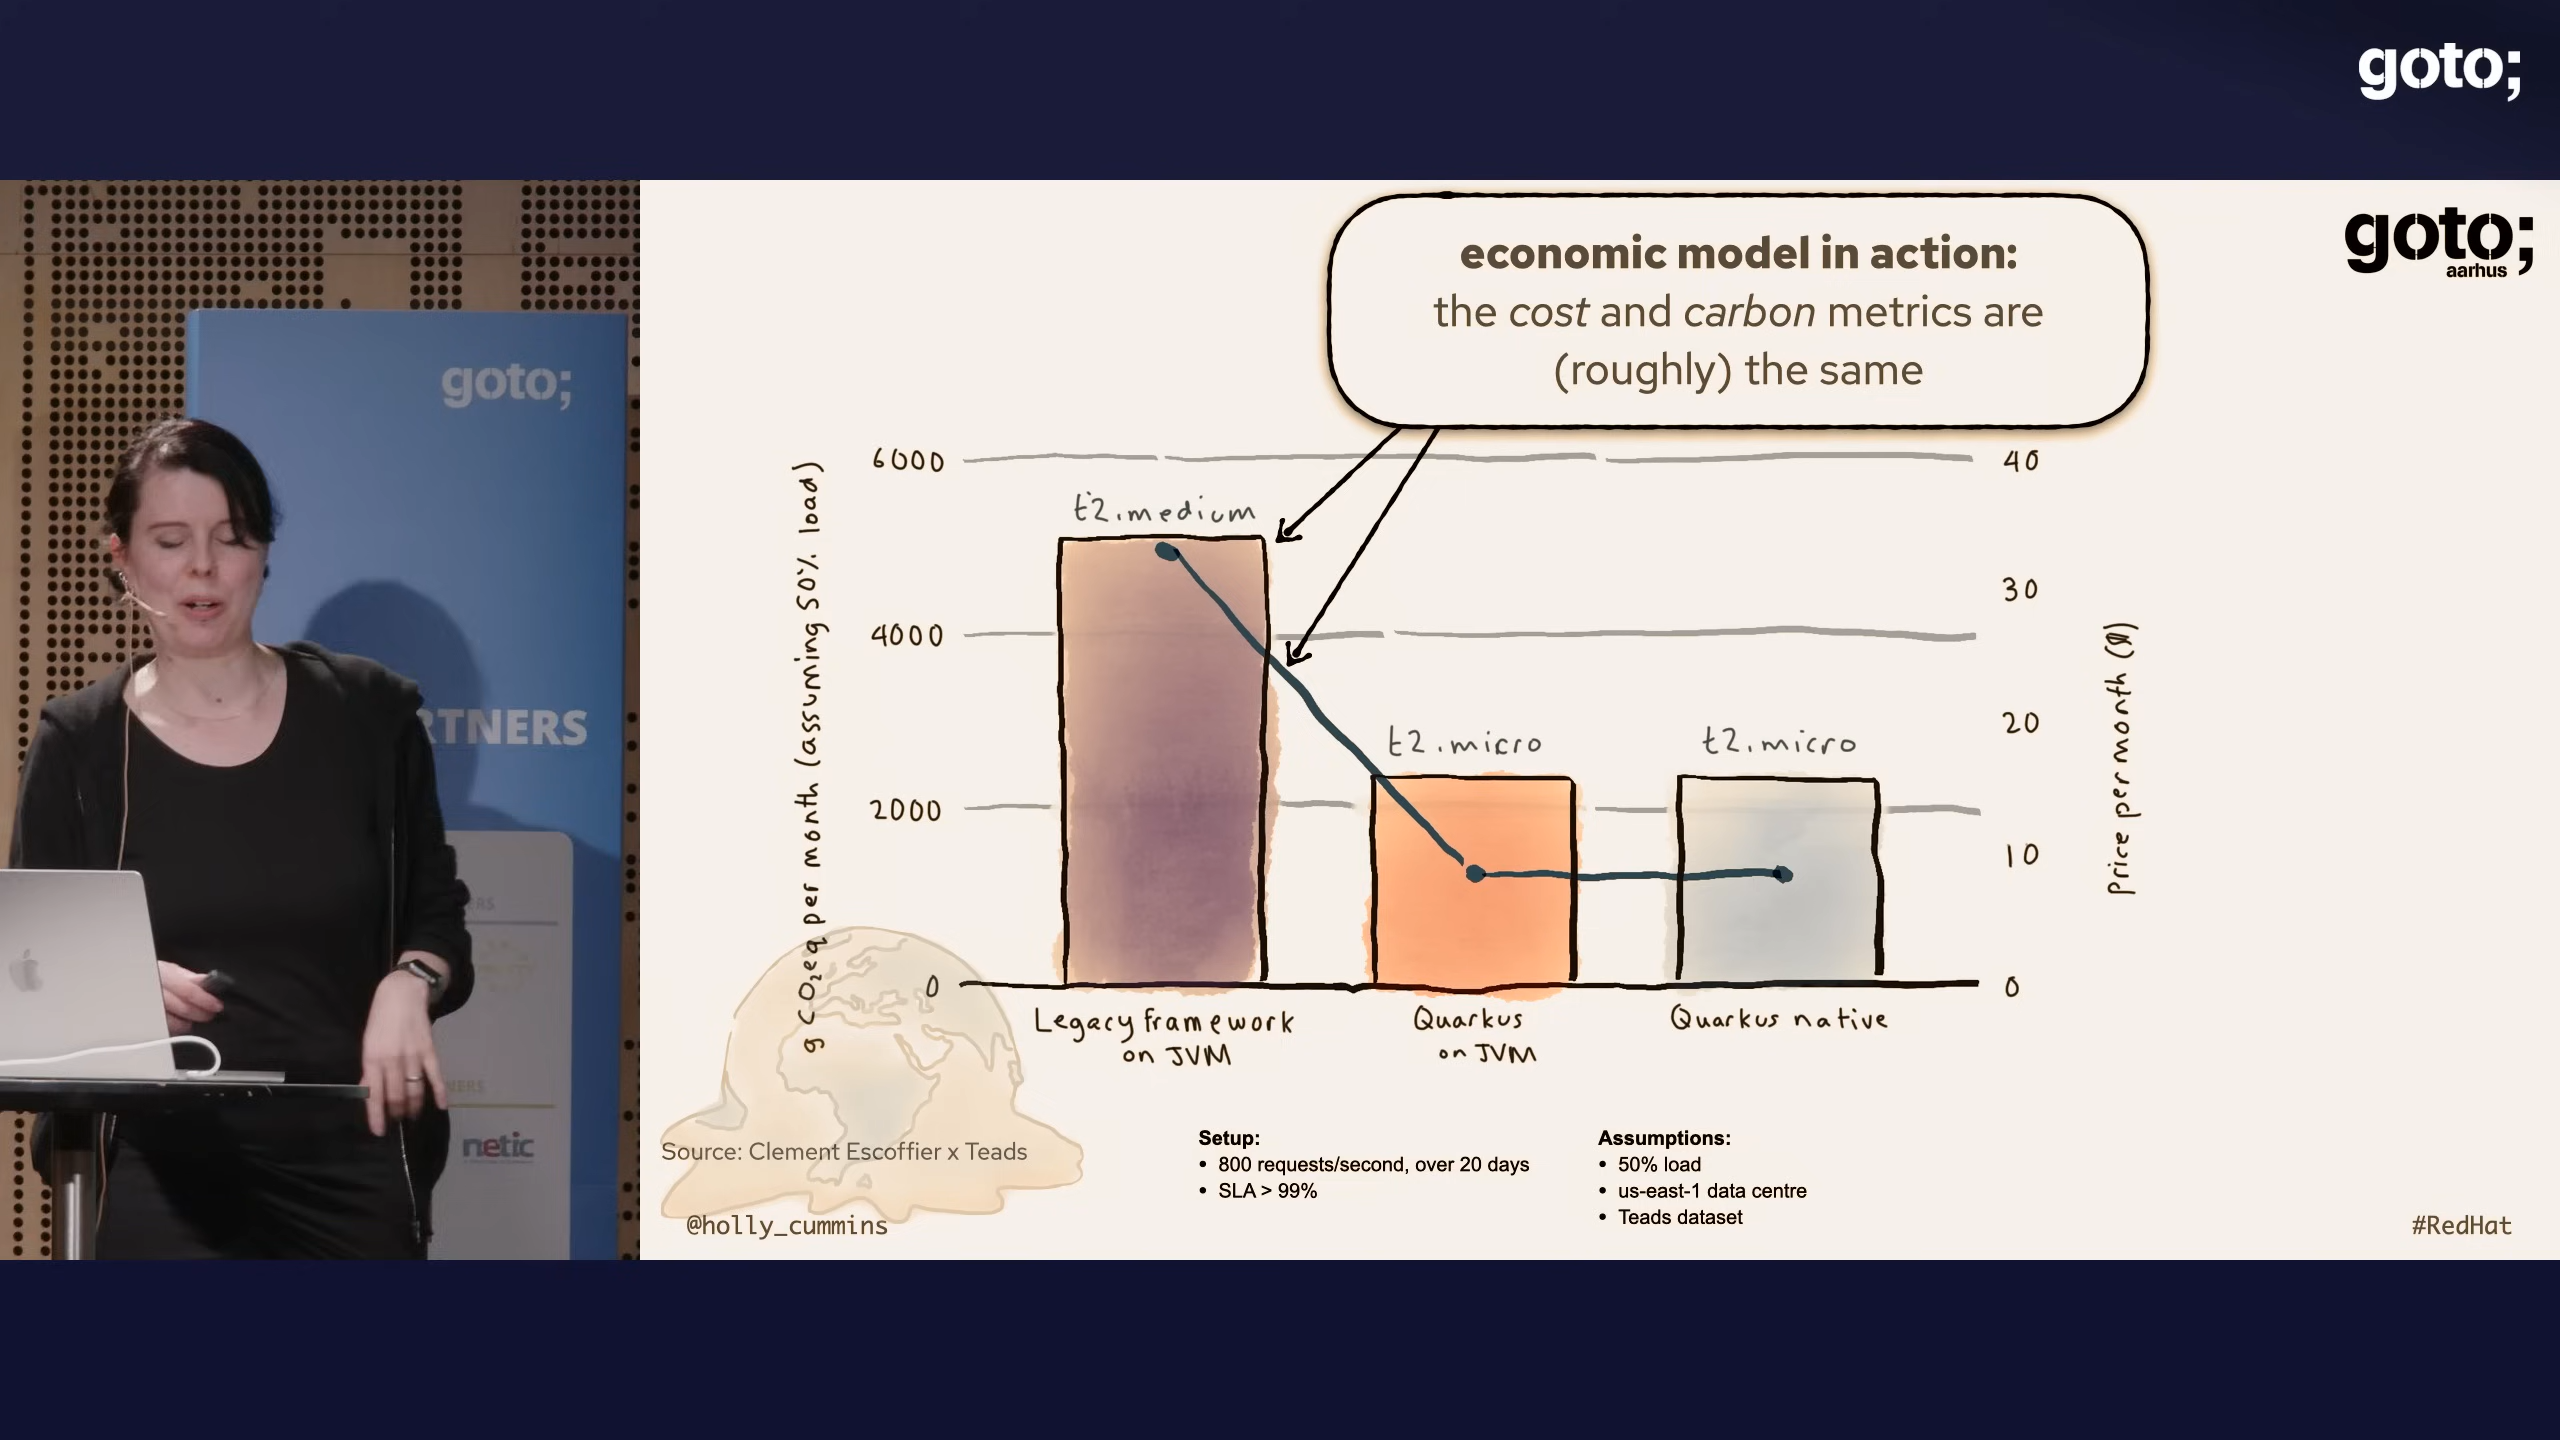 goto;
goto;
aarhus
economic model in action:
the cost and carbon metrics are
(roughly) the same
goto;
RTNERS
netic
g CO₂eq per month (assuming 50% load)
6000
4000
2000
0
40
30
20
10
0
Price per month ($)
t2.medium
t2.micro
t2.micro
Legacy framework
on JVM
Quarkus
on JVM
Quarkus native
Source: Clement Escoffier x Teads
@holly_cummins
Setup:
• 800 requests/second, over 20 days
• SLA > 99%
Assumptions:
• 50% load
• us-east-1 data centre
• Teads dataset
#RedHat